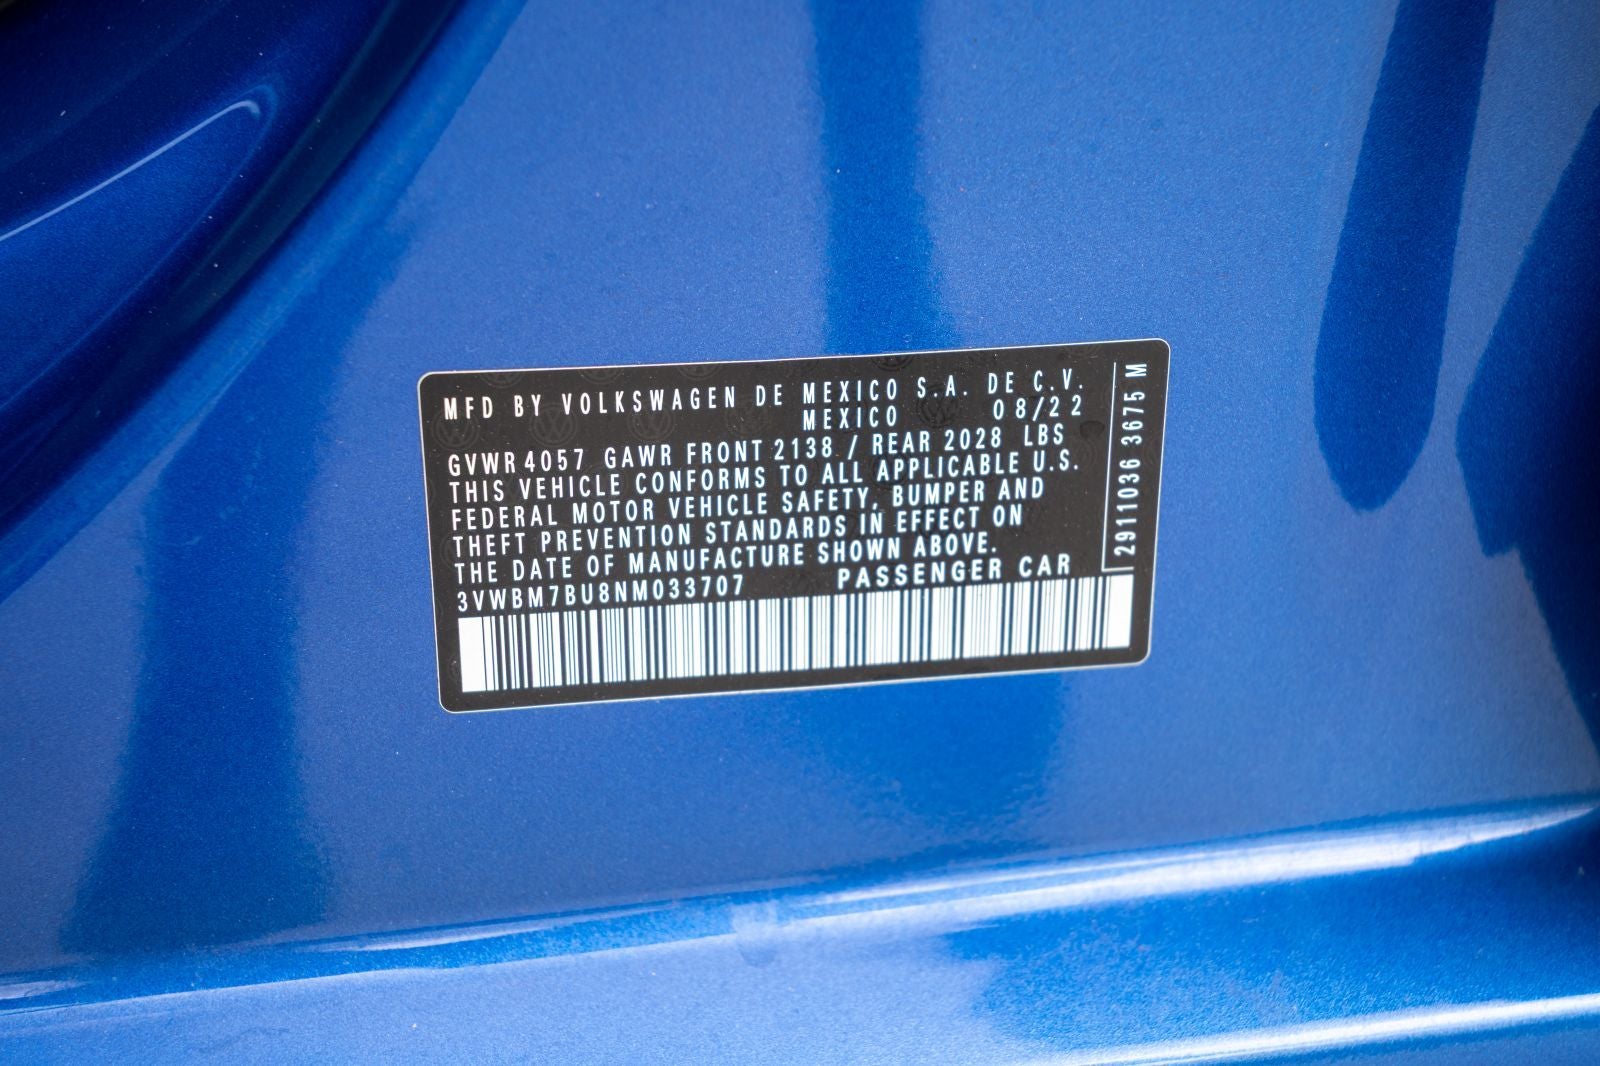 MFD BY VOLKSWAGEN DE MEXICO S.A. DE C.V.
MEXICO 08/22
GVWR 4057 GAWR FRONT 2138 / REAR 2028 LBS
THIS VEHICLE CONFORMS TO ALL APPLICABLE U.S.
FEDERAL MOTOR VEHICLE SAFETY, BUMPER AND
THEFT PREVENTION STANDARDS IN EFFECT ON
THE DATE OF MANUFACTURE SHOWN ABOVE.
3VWBM7BU8NM033707 PASSENGER CAR
2911036 3675 M